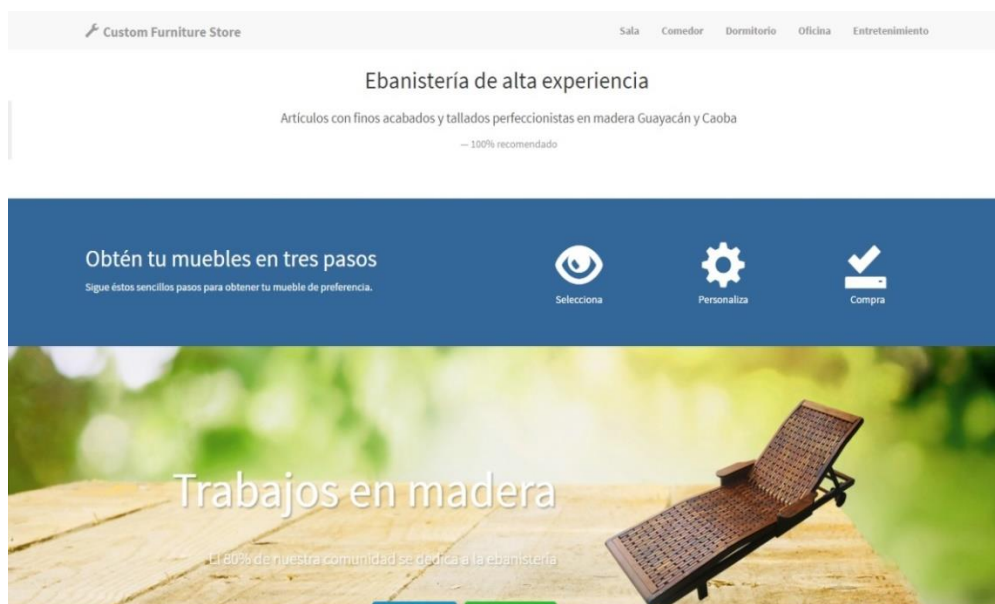 Custom Furniture Store
Sala Comedor Dormitorio Oficina Entretenimiento
Ebanistería de alta experiencia
Artículos con finos acabados y tallados perfeccionistas en madera Guayacán y Caoba
— 100% recomendado
Obtén tu muebles en tres pasos
Sigue éstos sencillos pasos para obtener tu mueble de preferencia.
Selecciona
Personaliza
Compra
Trabajos en madera
El 80% de nuestra comunidad se dedica a la ebanistería